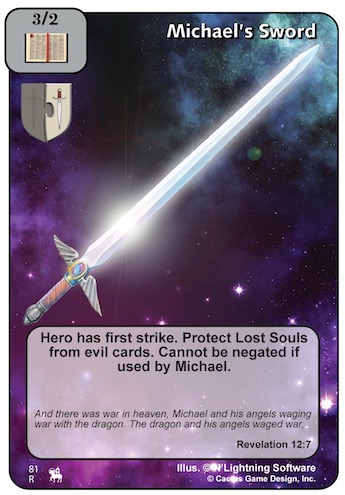 3/2
Michael's Sword
Hero has first strike. Protect Lost Souls
from evil cards. Cannot be negated if
used by Michael.
And there was war in heaven, Michael and his angels waging
war with the dragon. The dragon and his angels waged war,
Revelation 12:7
81
R
Illus. © N'Lightning Software
© Cactus Game Design, Inc.